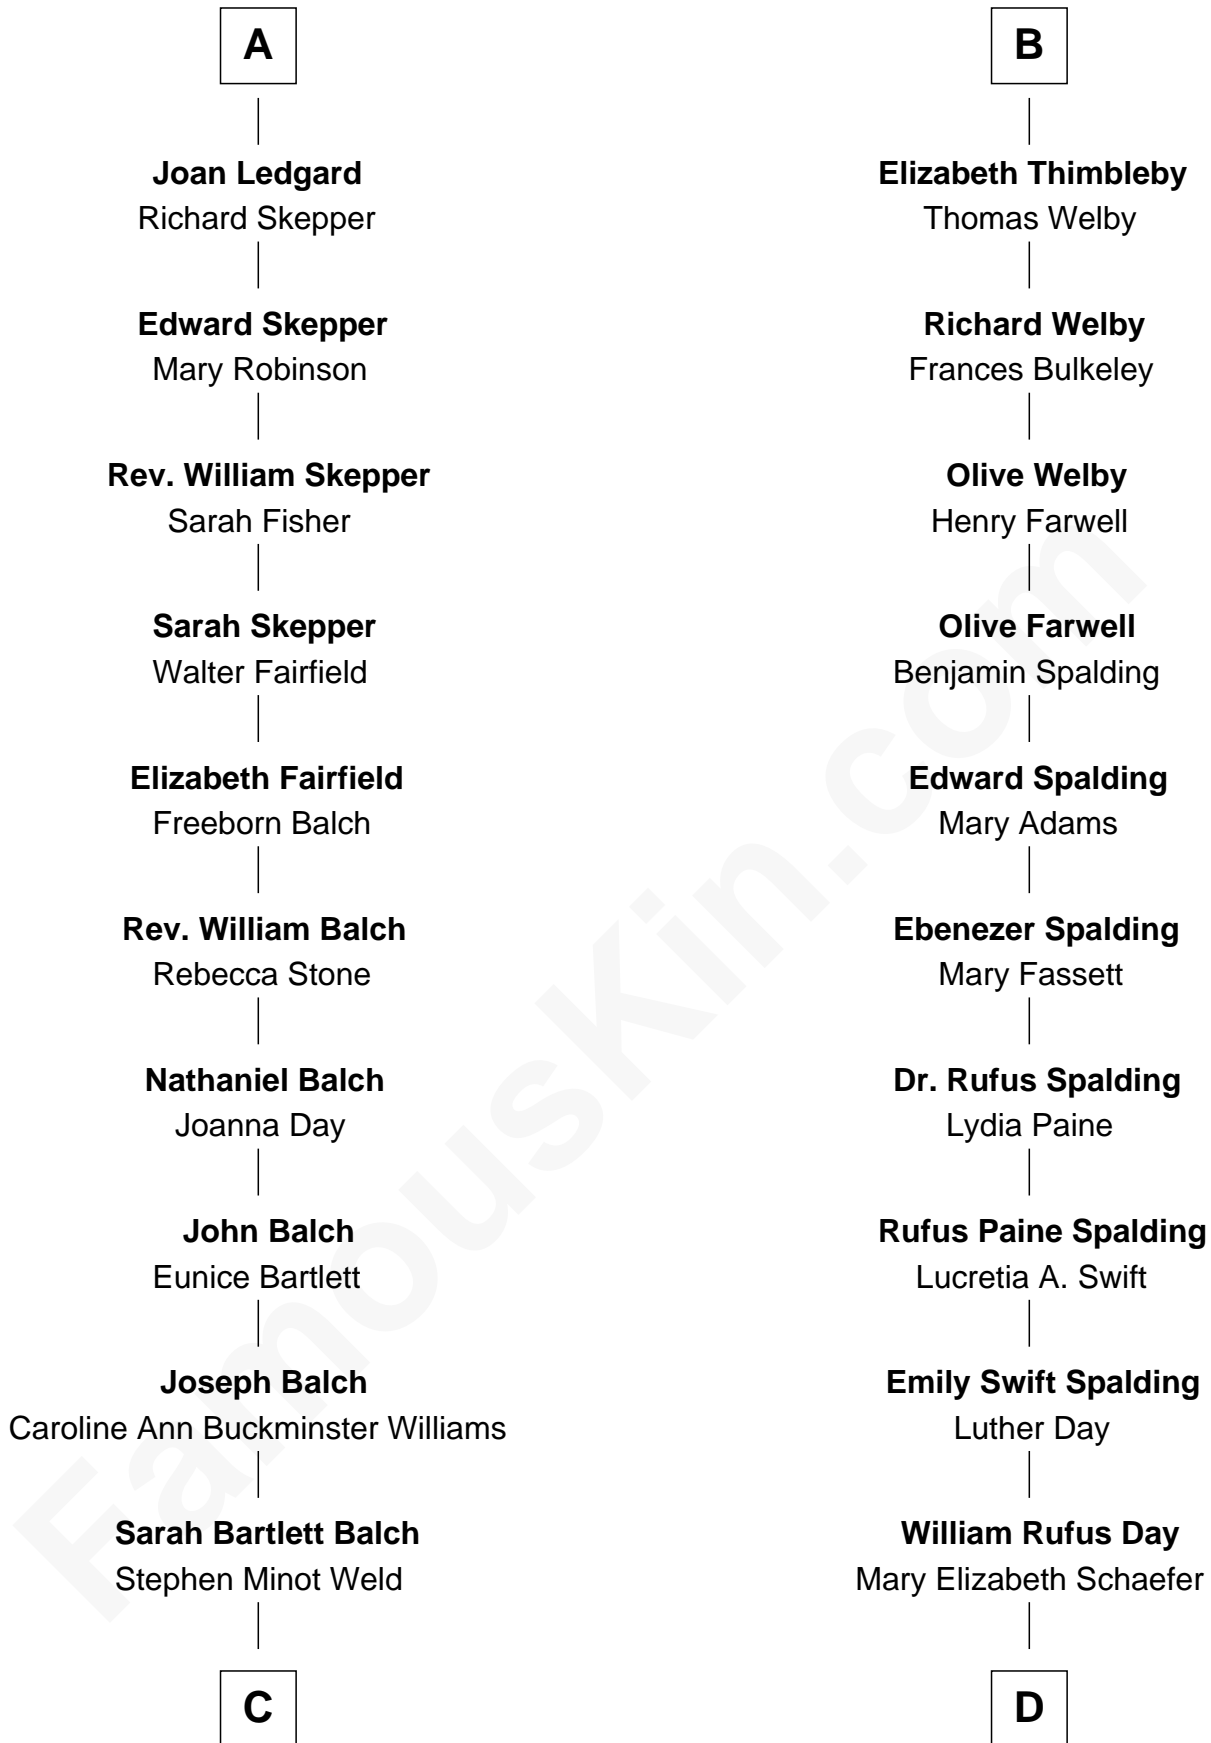 A
Joan Ledgard
Richard Skepper
Edward Skepper
Mary Robinson
Rev. William Skepper
Sarah Fisher
Sarah Skepper
Walter Fairfield
Elizabeth Fairfield
Freeborn Balch
Rev. William Balch
Rebecca Stone
Nathaniel Balch
Joanna Day
John Balch
Eunice Bartlett
Joseph Balch
Caroline Ann Buckminster Williams
Sarah Bartlett Balch
Stephen Minot Weld
C
B
Elizabeth Thimbleby
Thomas Welby
Richard Welby
Frances Bulkeley
Olive Welby
Henry Farwell
Olive Farwell
Benjamin Spalding
Edward Spalding
Mary Adams
Ebenezer Spalding
Mary Fassett
Dr. Rufus Spalding
Lydia Paine
Rufus Paine Spalding
Lucretia A. Swift
Emily Swift Spalding
Luther Day
William Rufus Day
Mary Elizabeth Schaefer
D
FamousKin.com